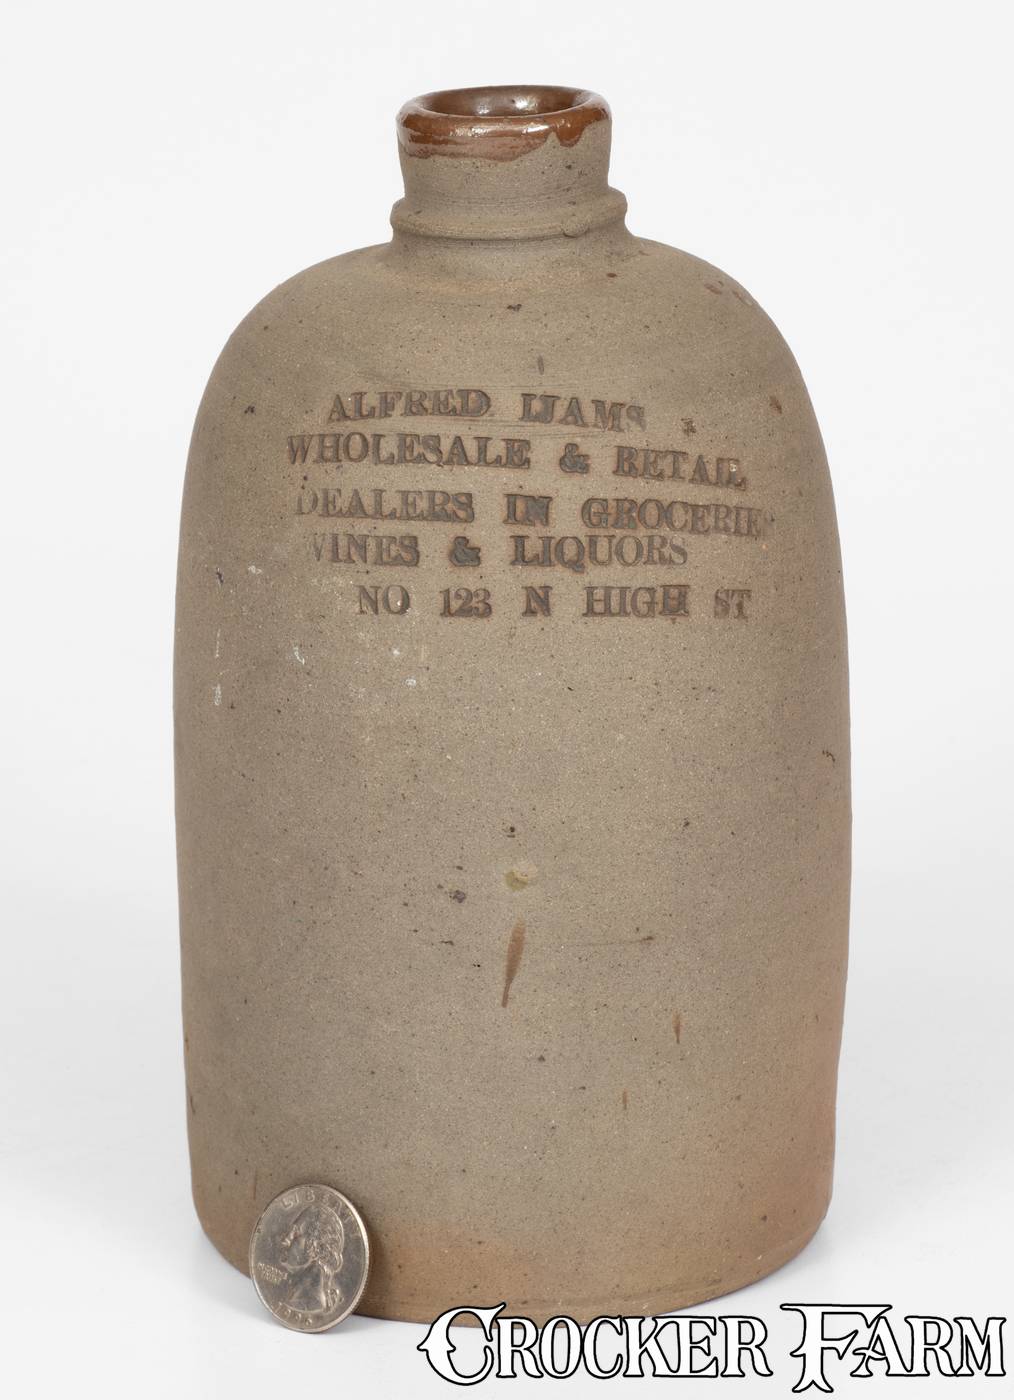 ALFRED IJAMS
WHOLESALE & RETAIL
DEALERS IN GROCERIES
WINES & LIQUORS
NO 123 N HIGH ST
LIBERTY
CROCKER FARM